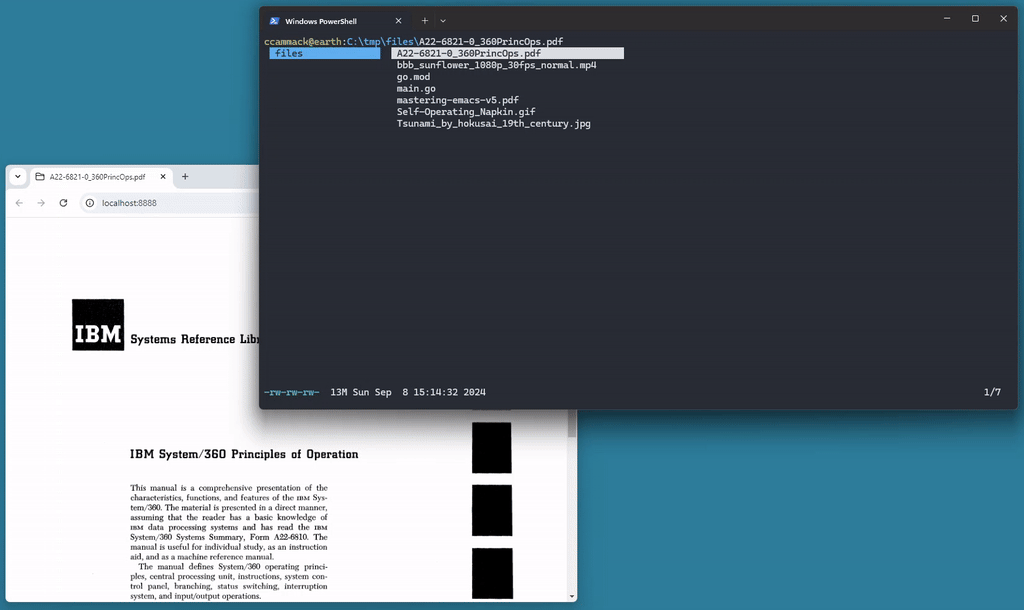 Windows PowerShell
ccammack@earth:C:\tmp\files\A22-6821-0_360PrincOps.pdf
files
A22-6821-0_360PrincOps.pdf
bbb_sunflower_1080p_30fps_normal.mp4
go.mod
main.go
mastering-emacs-v5.pdf
Self-Operating_Napkin.gif
Tsunami_by_hokusai_19th_century.jpg
-rw-rw-rw- 13M Sun Sep 8 15:14:32 2024
1/7
A22-6821-0_360PrincOps.pdf
localhost:8888
IBM
Systems Reference
IBM System/360 Principles of Operation
This manual is a comprehensive presentation of the
characteristics, functions, and features of the IBM Sys-
tem/360. The material is presented in a direct manner,
assuming that the reader has a basic knowledge of
IBM data processing systems and has read the IBM
System/360 Systems Summary, Form A22-6810. The
manual is useful for individual study, as an instruction
aid, and as a machine reference manual.
The manual defines System/360 operating princi-
ples, central processing unit, instructions, system con-
trol panel, branching, status switching, interruption
system, and input/output operations.